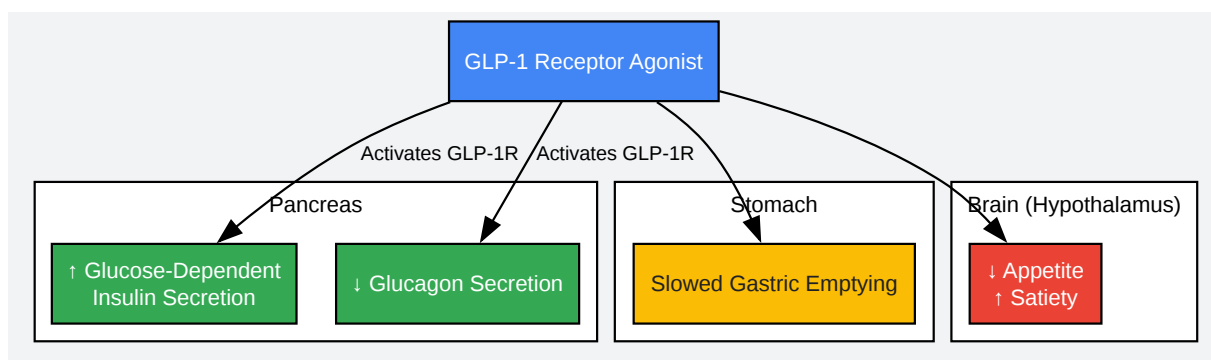 GLP-1 Receptor Agonist
Activates GLP-1R
Activates GLP-1R
Pancreas
Stomach
Brain (Hypothalamus)
↑ Glucose-Dependent
Insulin Secretion
↓ Glucagon Secretion
Slowed Gastric Emptying
↓ Appetite
↑ Satiety